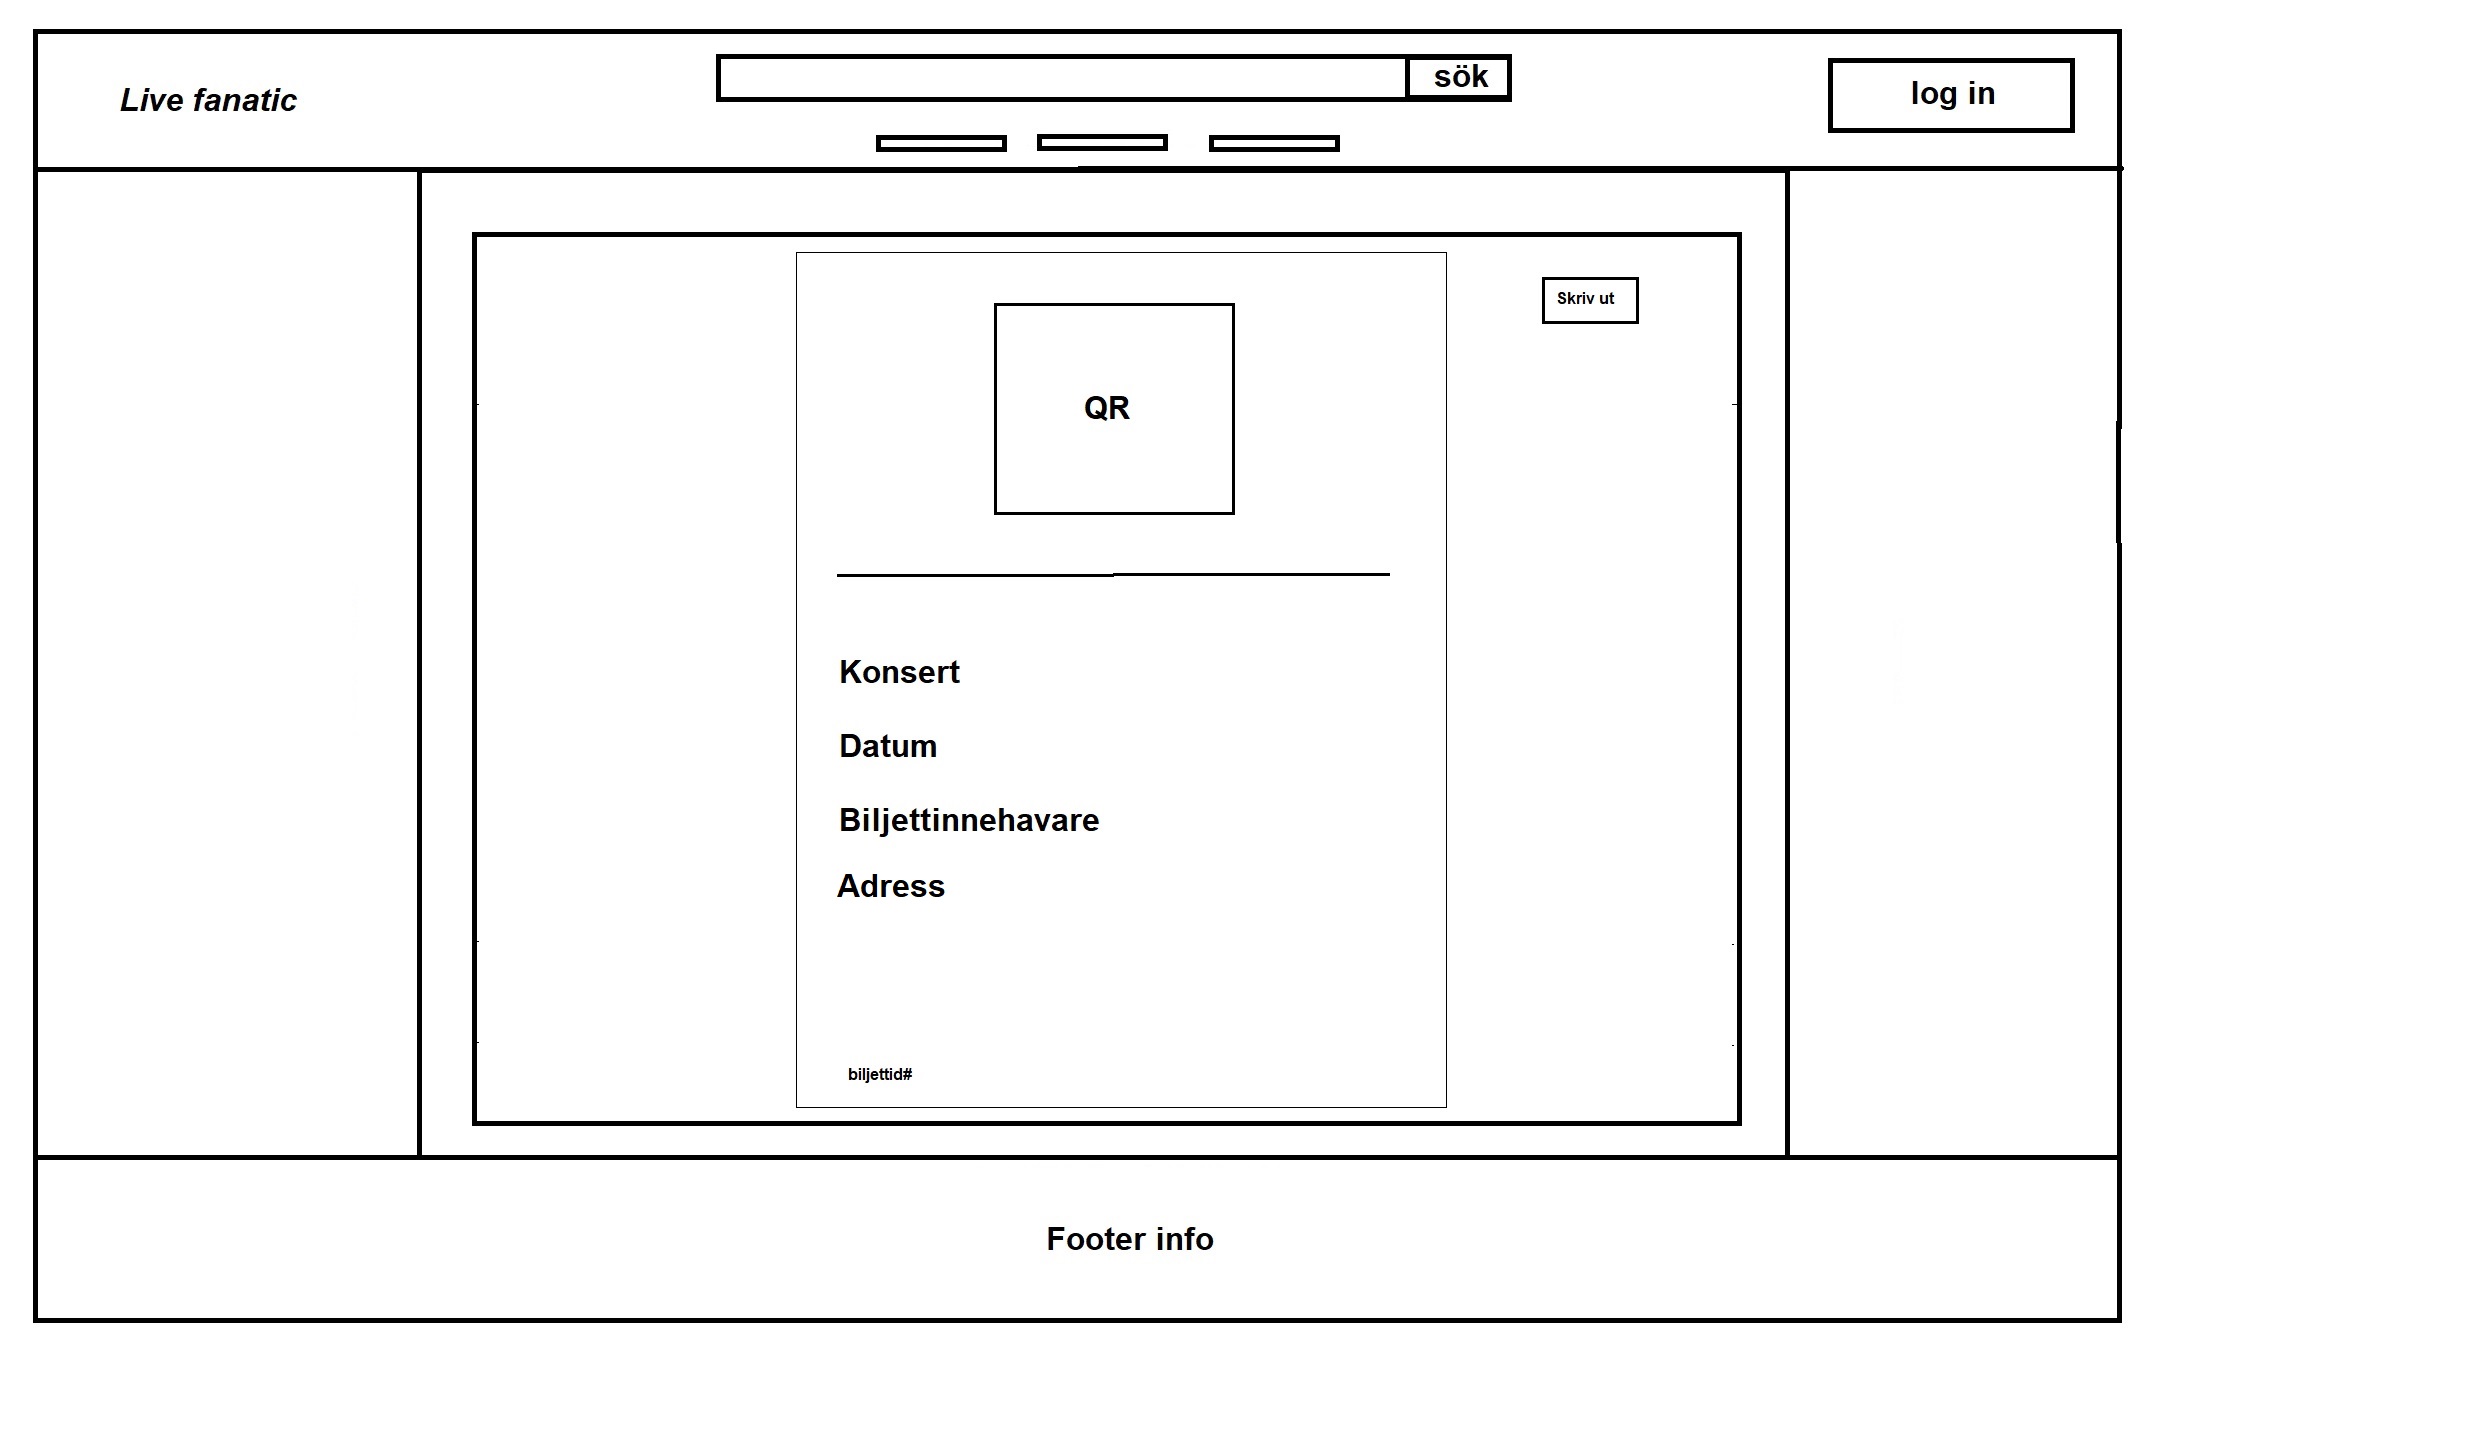 Live fanatic
sök
log in
Skriv ut
QR
Konsert
Datum
Biljettinnehavare
Adress
biljettid#
Footer info